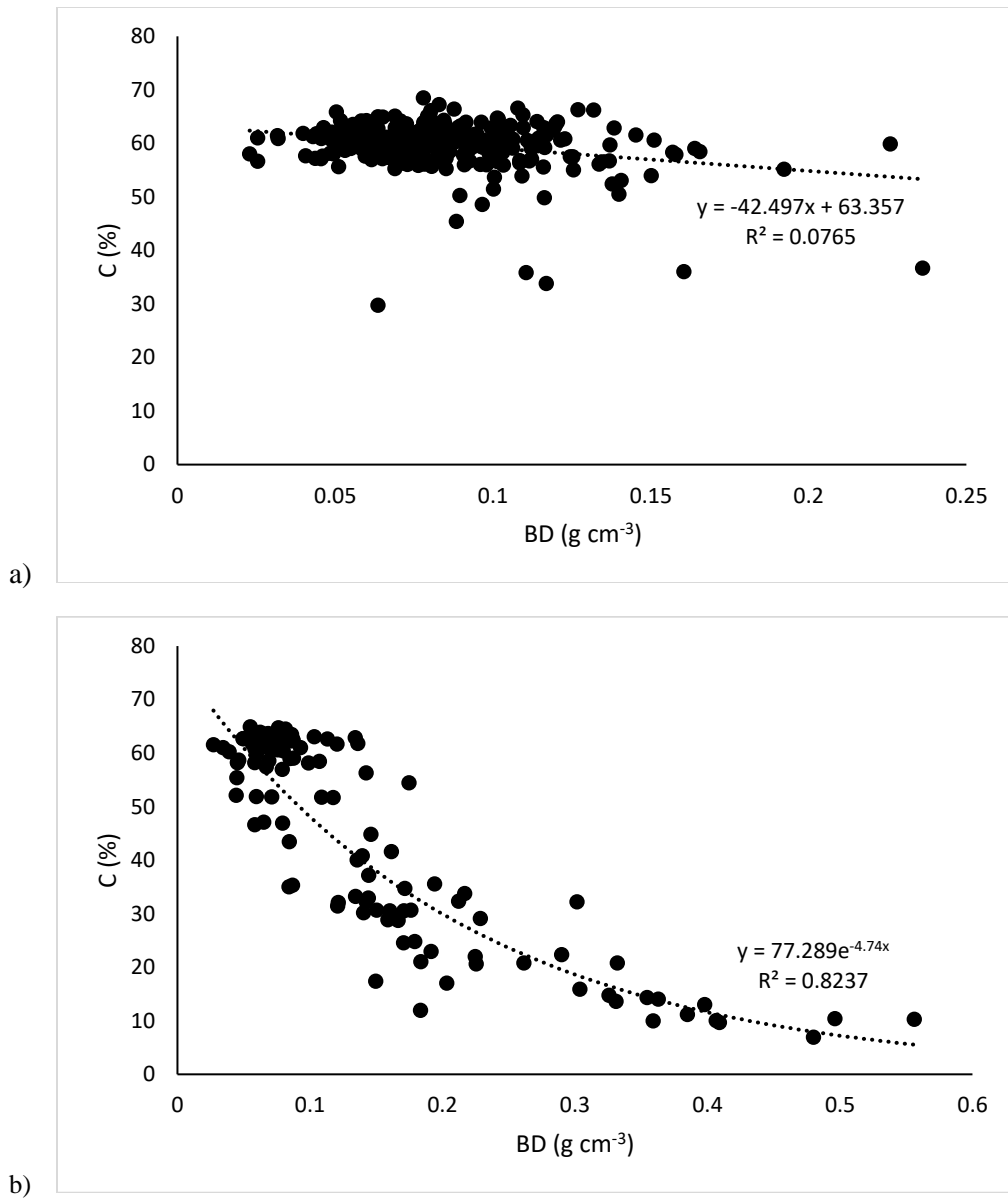 80
70
60
50
40
30
20
10
0
C (%)
y = -42.497x + 63.357
R² = 0.0765
0 0.05 0.1 0.15 0.2 0.25
BD (g cm⁻³)
a)
80
70
60
50
40
30
20
10
0
C (%)
y = 77.289e⁻⁴·⁷⁴ˣ
R² = 0.8237
0 0.1 0.2 0.3 0.4 0.5 0.6
BD (g cm⁻³)
b)